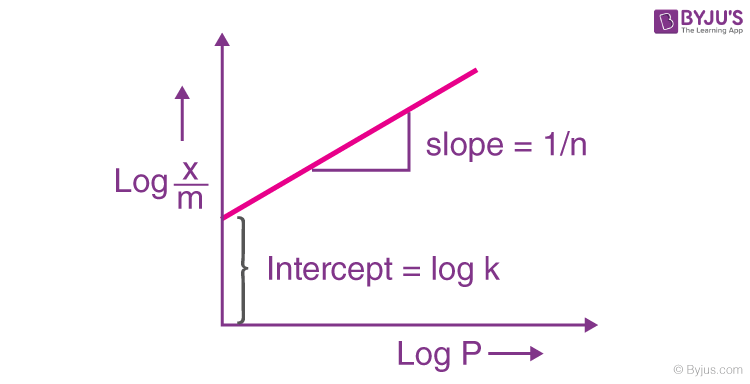 BYJU'S
The Learning App
Log x/m
slope = 1/n
Intercept = log k
Log P
© Byjus.com